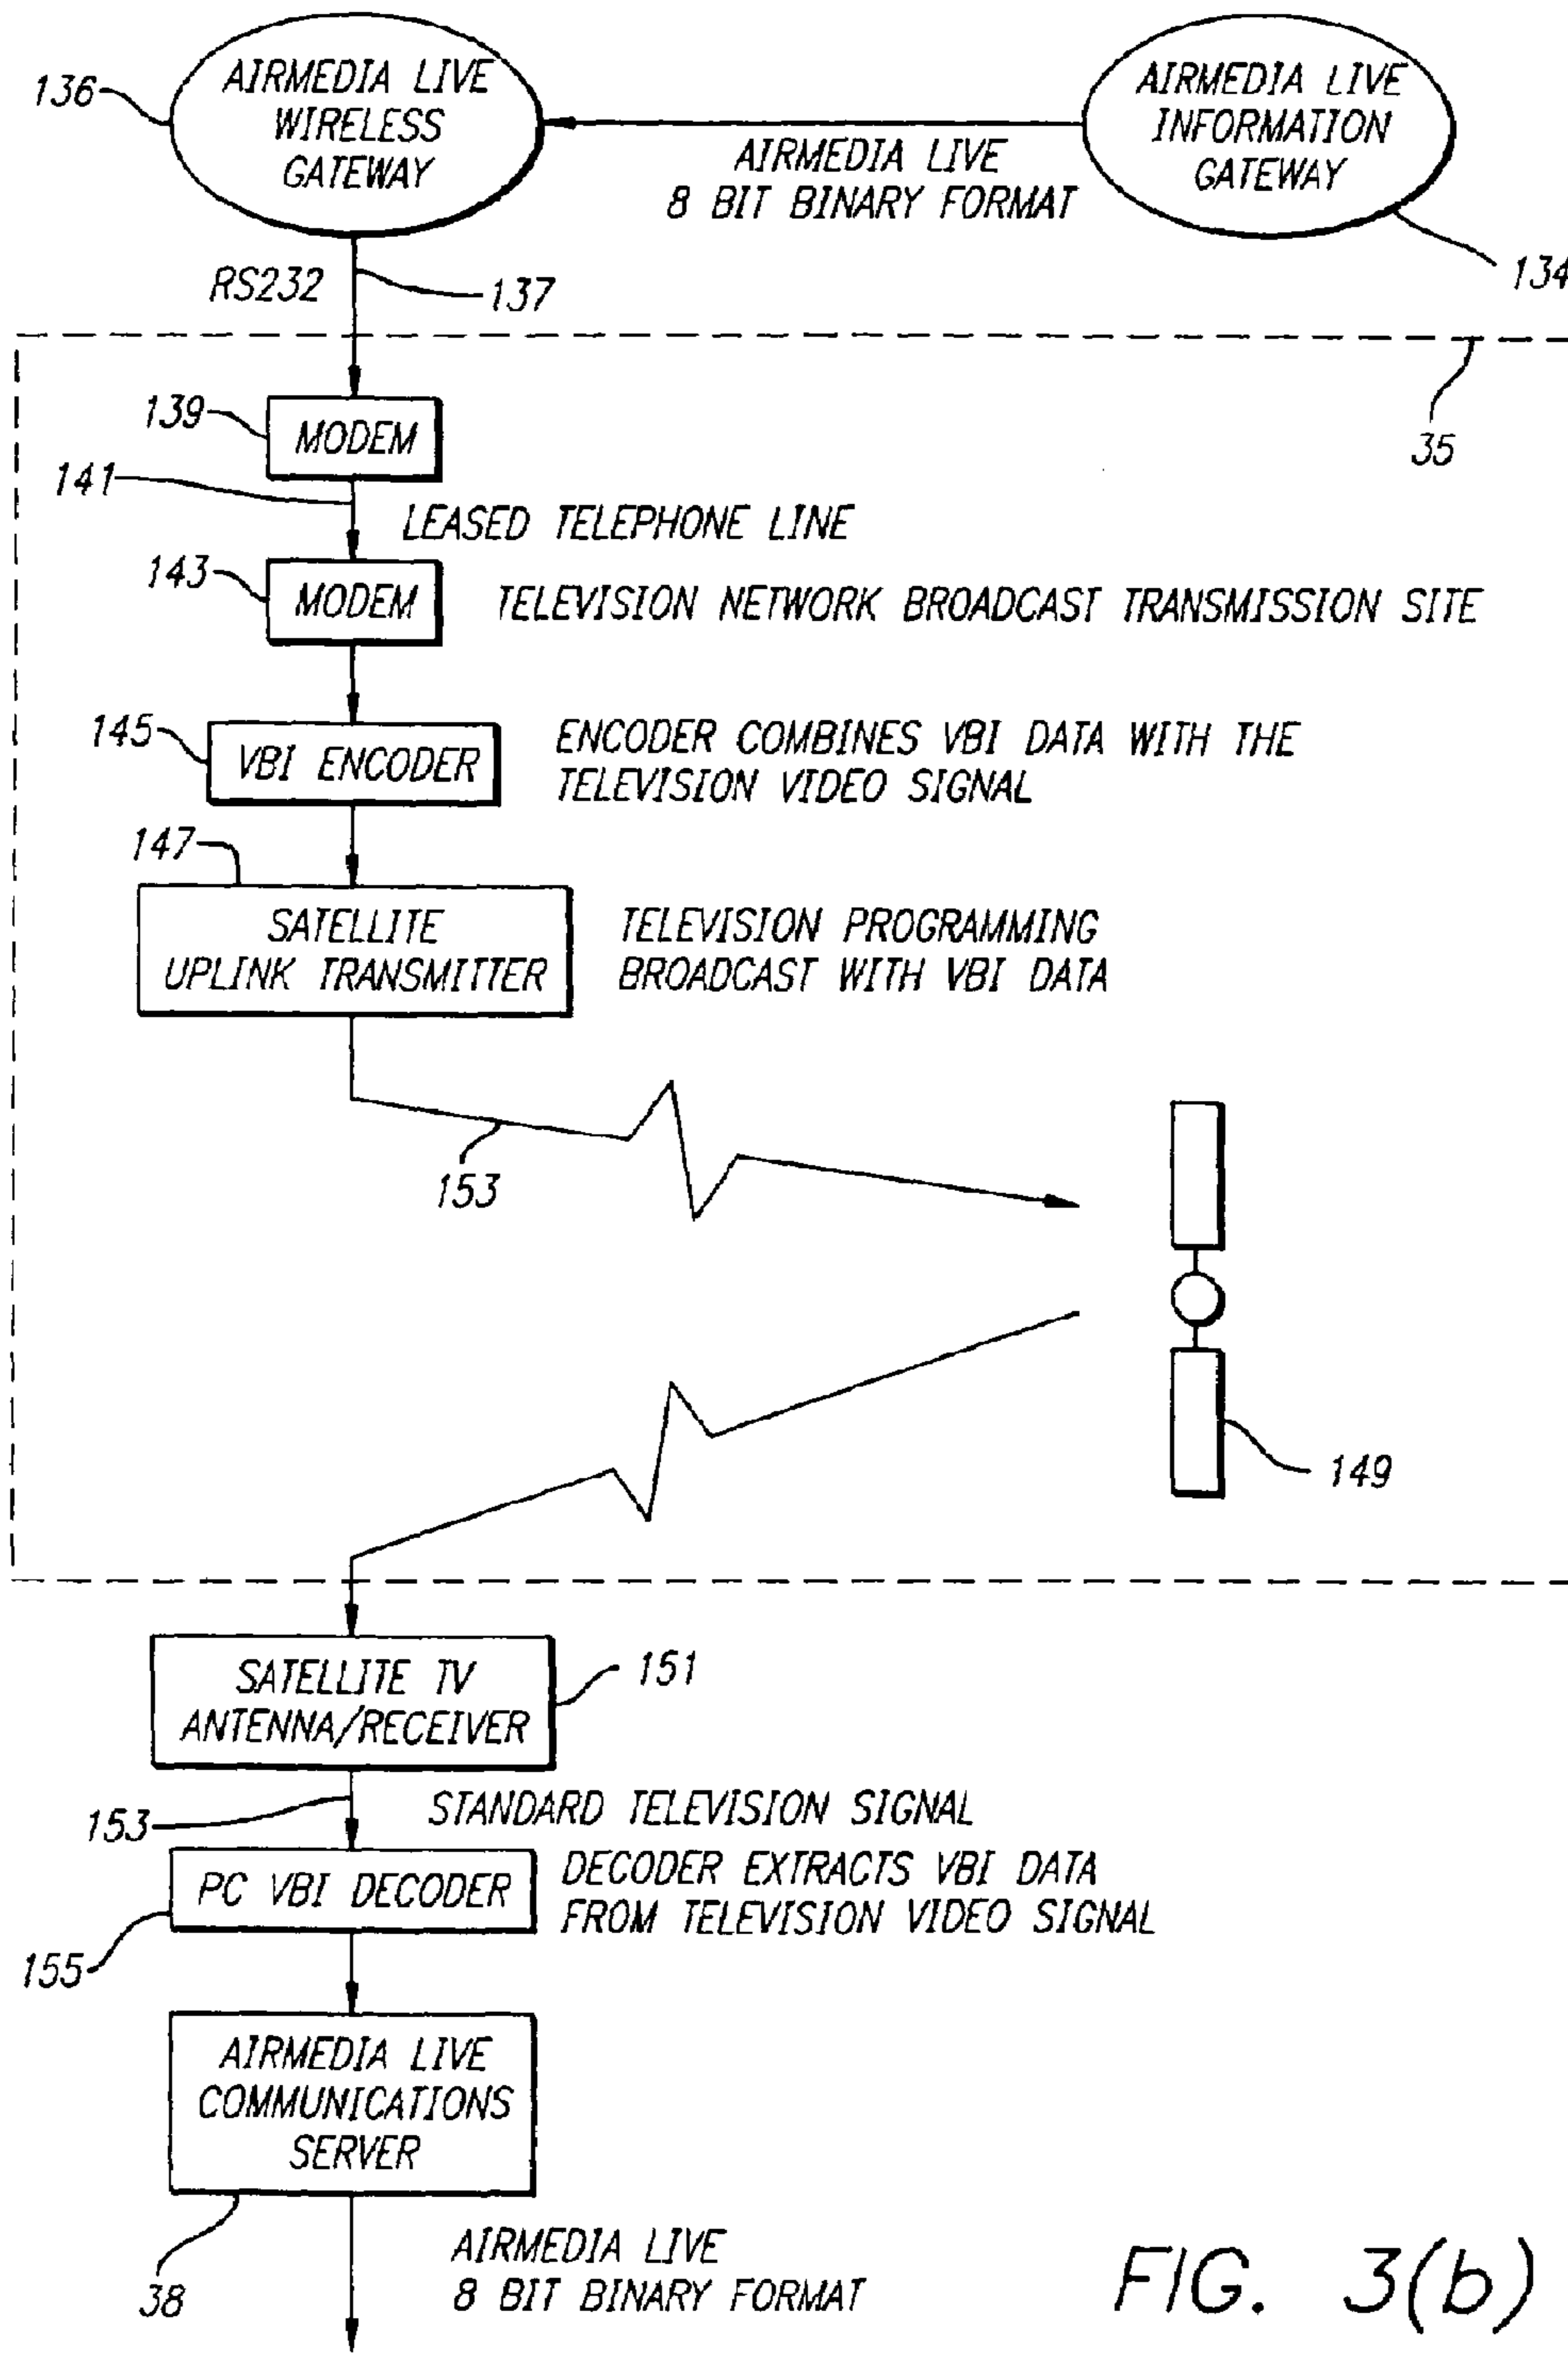 136
AIRMEDIA LIVE
WIRELESS
GATEWAY
AIRMEDIA LIVE
INFORMATION
GATEWAY
AIRMEDIA LIVE
8 BIT BINARY FORMAT
134
RS232
137
35
139
MODEM
141
LEASED TELEPHONE LINE
143
MODEM
TELEVISION NETWORK BROADCAST TRANSMISSION SITE
145
VBI ENCODER
ENCODER COMBINES VBI DATA WITH THE
TELEVISION VIDEO SIGNAL
147
SATELLITE
UPLINK TRANSMITTER
TELEVISION PROGRAMMING
BROADCAST WITH VBI DATA
153
149
SATELLITE TV
ANTENNA/RECEIVER
151
153
STANDARD TELEVISION SIGNAL
PC VBI DECODER
DECODER EXTRACTS VBI DATA
FROM TELEVISION VIDEO SIGNAL
155
AIRMEDIA LIVE
COMMUNICATIONS
SERVER
38
AIRMEDIA LIVE
8 BIT BINARY FORMAT
FIG. 3(b)